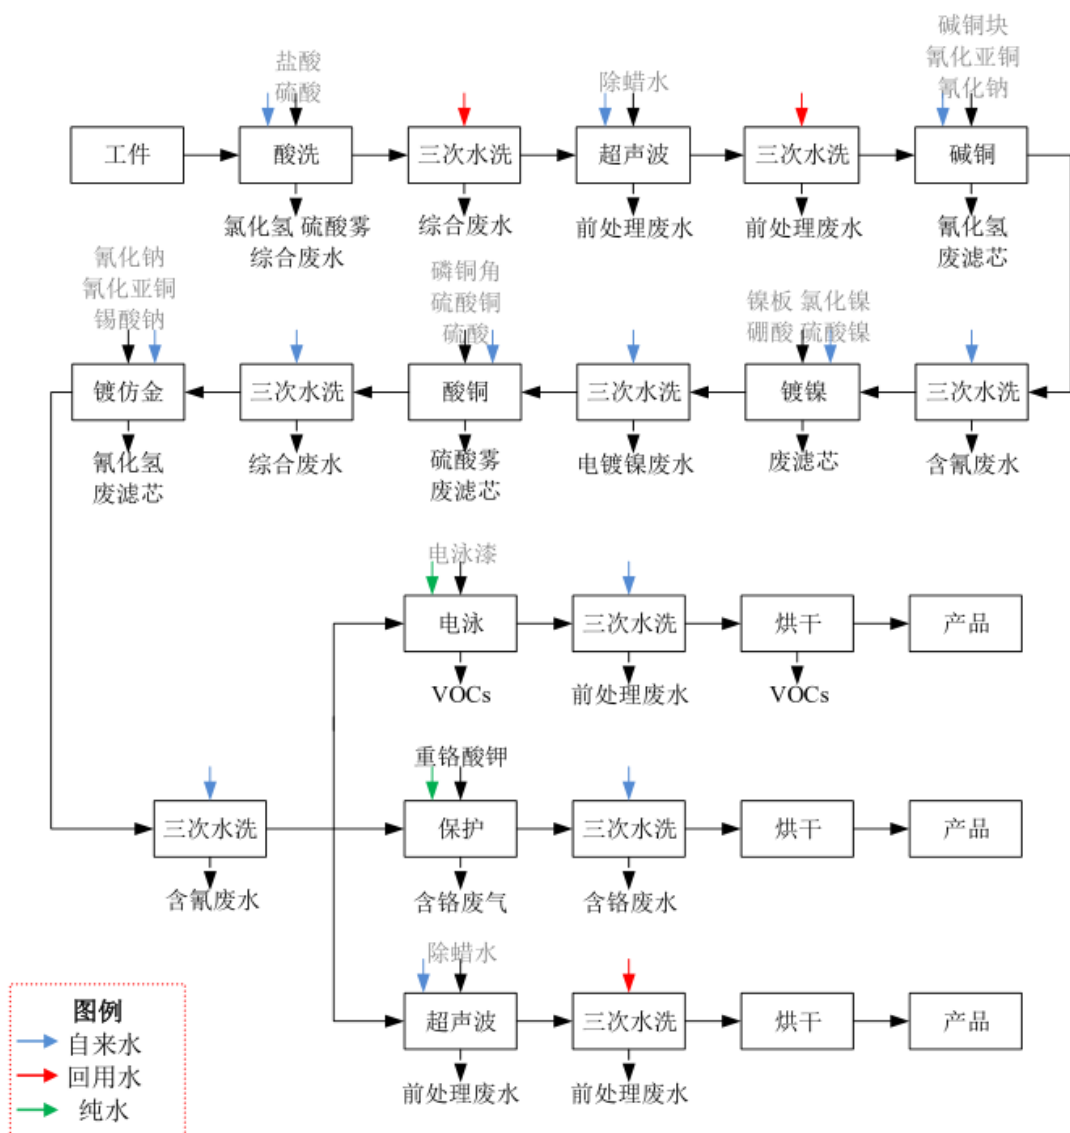 盐酸
硫酸
除蜡水
碱铜块
氰化亚铜
氰化钠
工件
酸洗
三次水洗
超声波
三次水洗
碱铜
氯化氢 硫酸雾
综合废水
综合废水
前处理废水
前处理废水
氰化氢
废滤芯
氰化钠
氰化亚铜
锡酸钠
磷铜角
硫酸铜
硫酸
镍板 氯化镍
硼酸 硫酸镍
镀仿金
三次水洗
酸铜
三次水洗
镀镍
三次水洗
氰化氢
废滤芯
综合废水
硫酸雾
废滤芯
电镀镍废水
废滤芯
含氰废水
电泳漆
电泳
三次水洗
烘干
产品
VOCs
前处理废水
VOCs
重铬酸钾
三次水洗
保护
三次水洗
烘干
产品
含氰废水
含铬废气
含铬废水
除蜡水
超声波
三次水洗
烘干
产品
前处理废水
前处理废水
图例
自来水
回用水
纯水